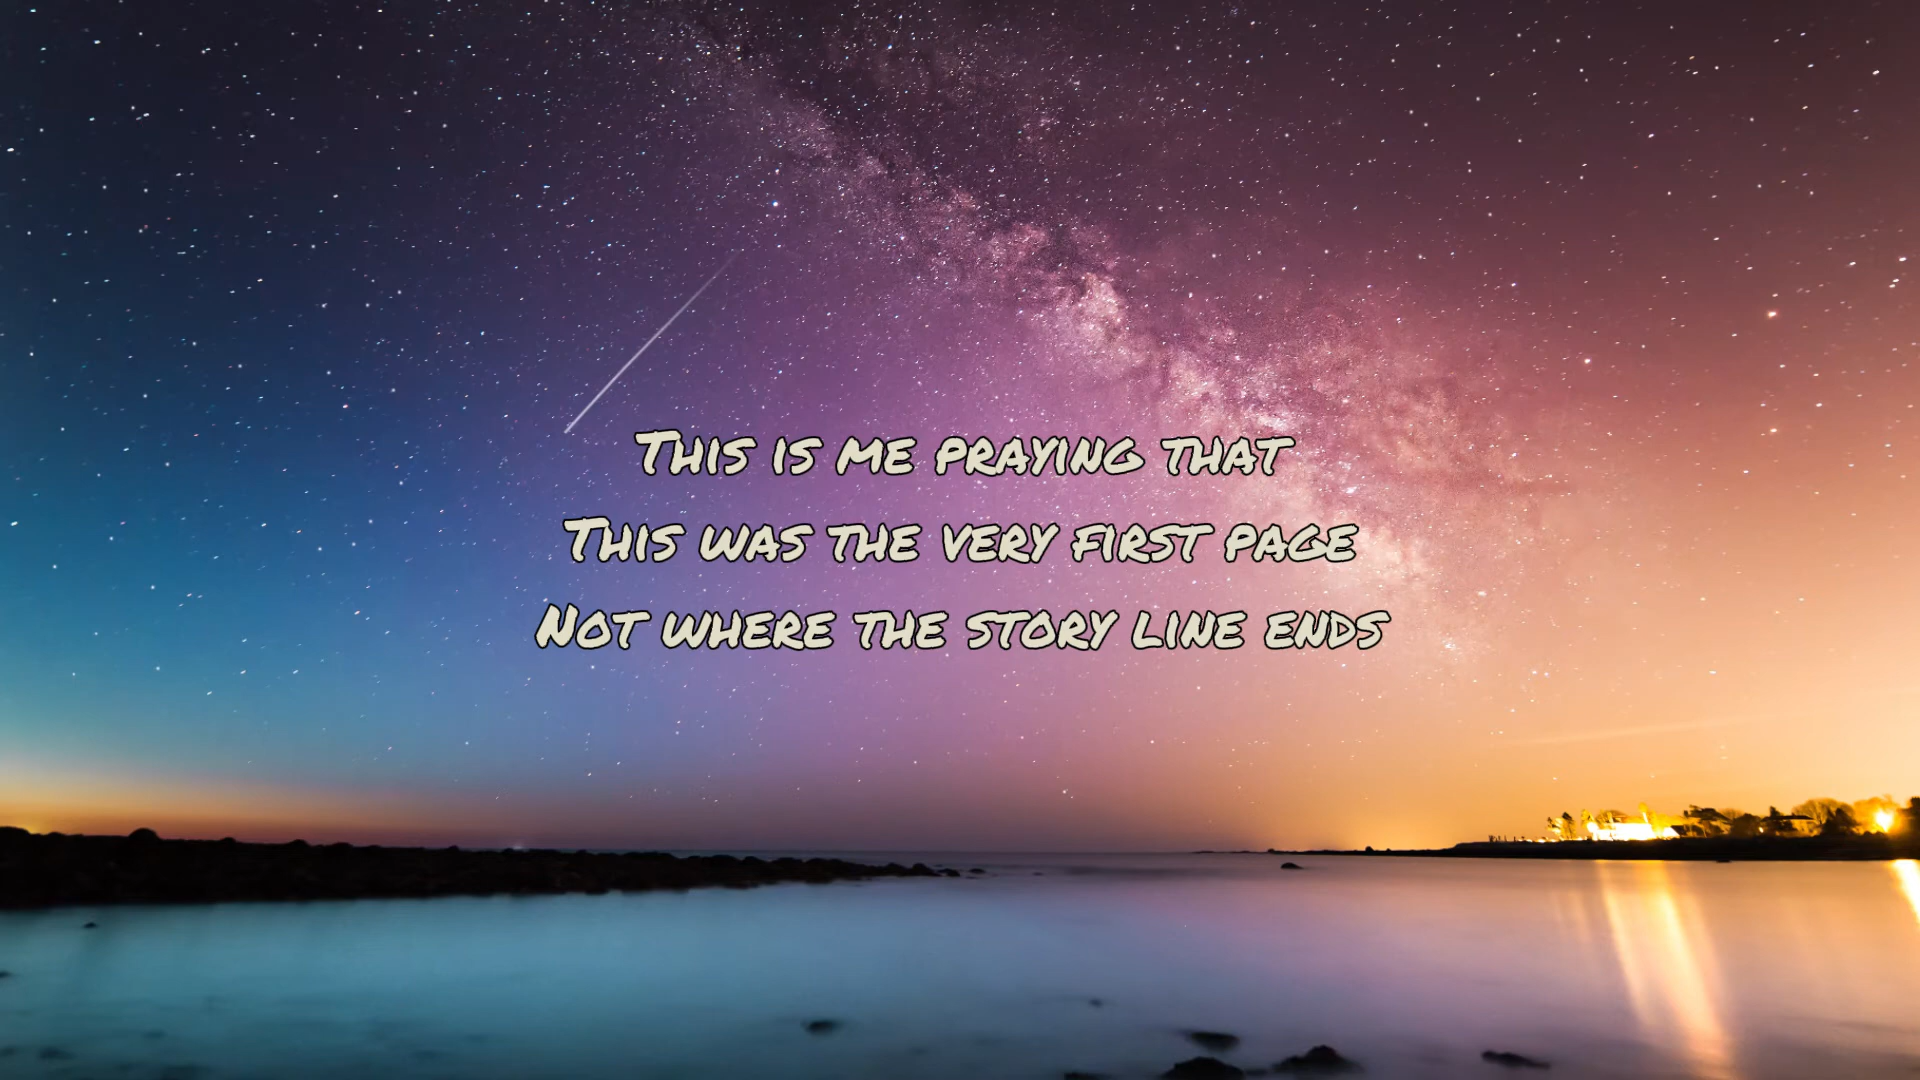 This is me praying that
This was the very first page
Not where the story line ends